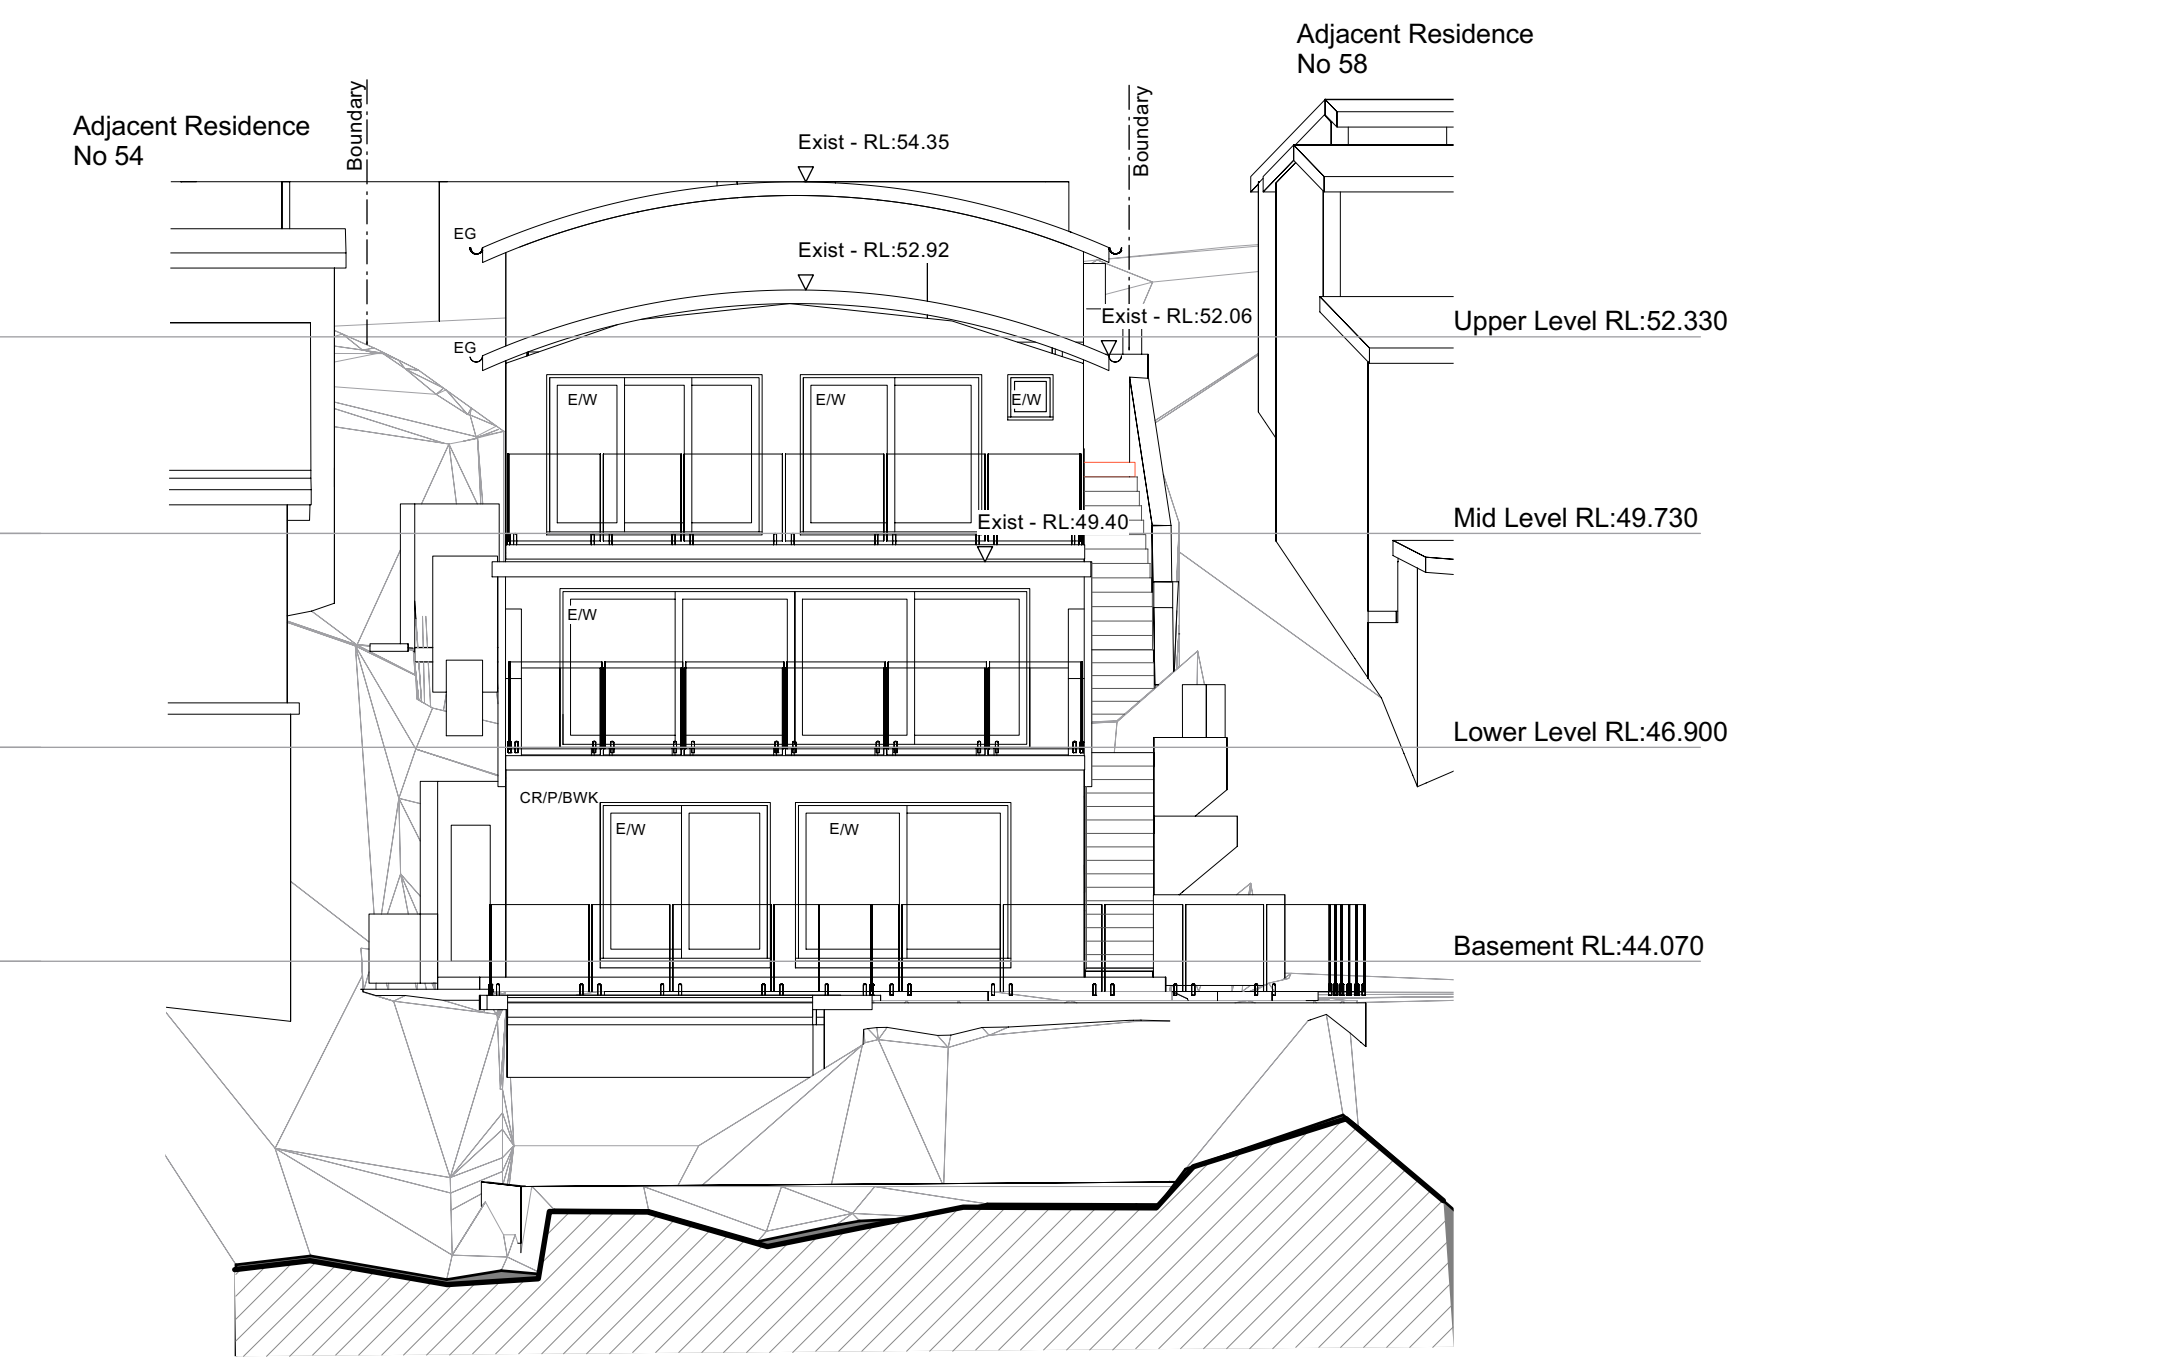 Adjacent Residence
No 58
Boundary
Boundary
Adjacent Residence
No 54
Exist - RL:54.35
EG
Exist - RL:52.92
Exist - RL:52.06
Upper Level RL:52.330
EG
E/W
E/W
E/W
Exist - RL:49.40
Mid Level RL:49.730
E/W
Lower Level RL:46.900
CR/P/BWK
E/W
E/W
Basement RL:44.070